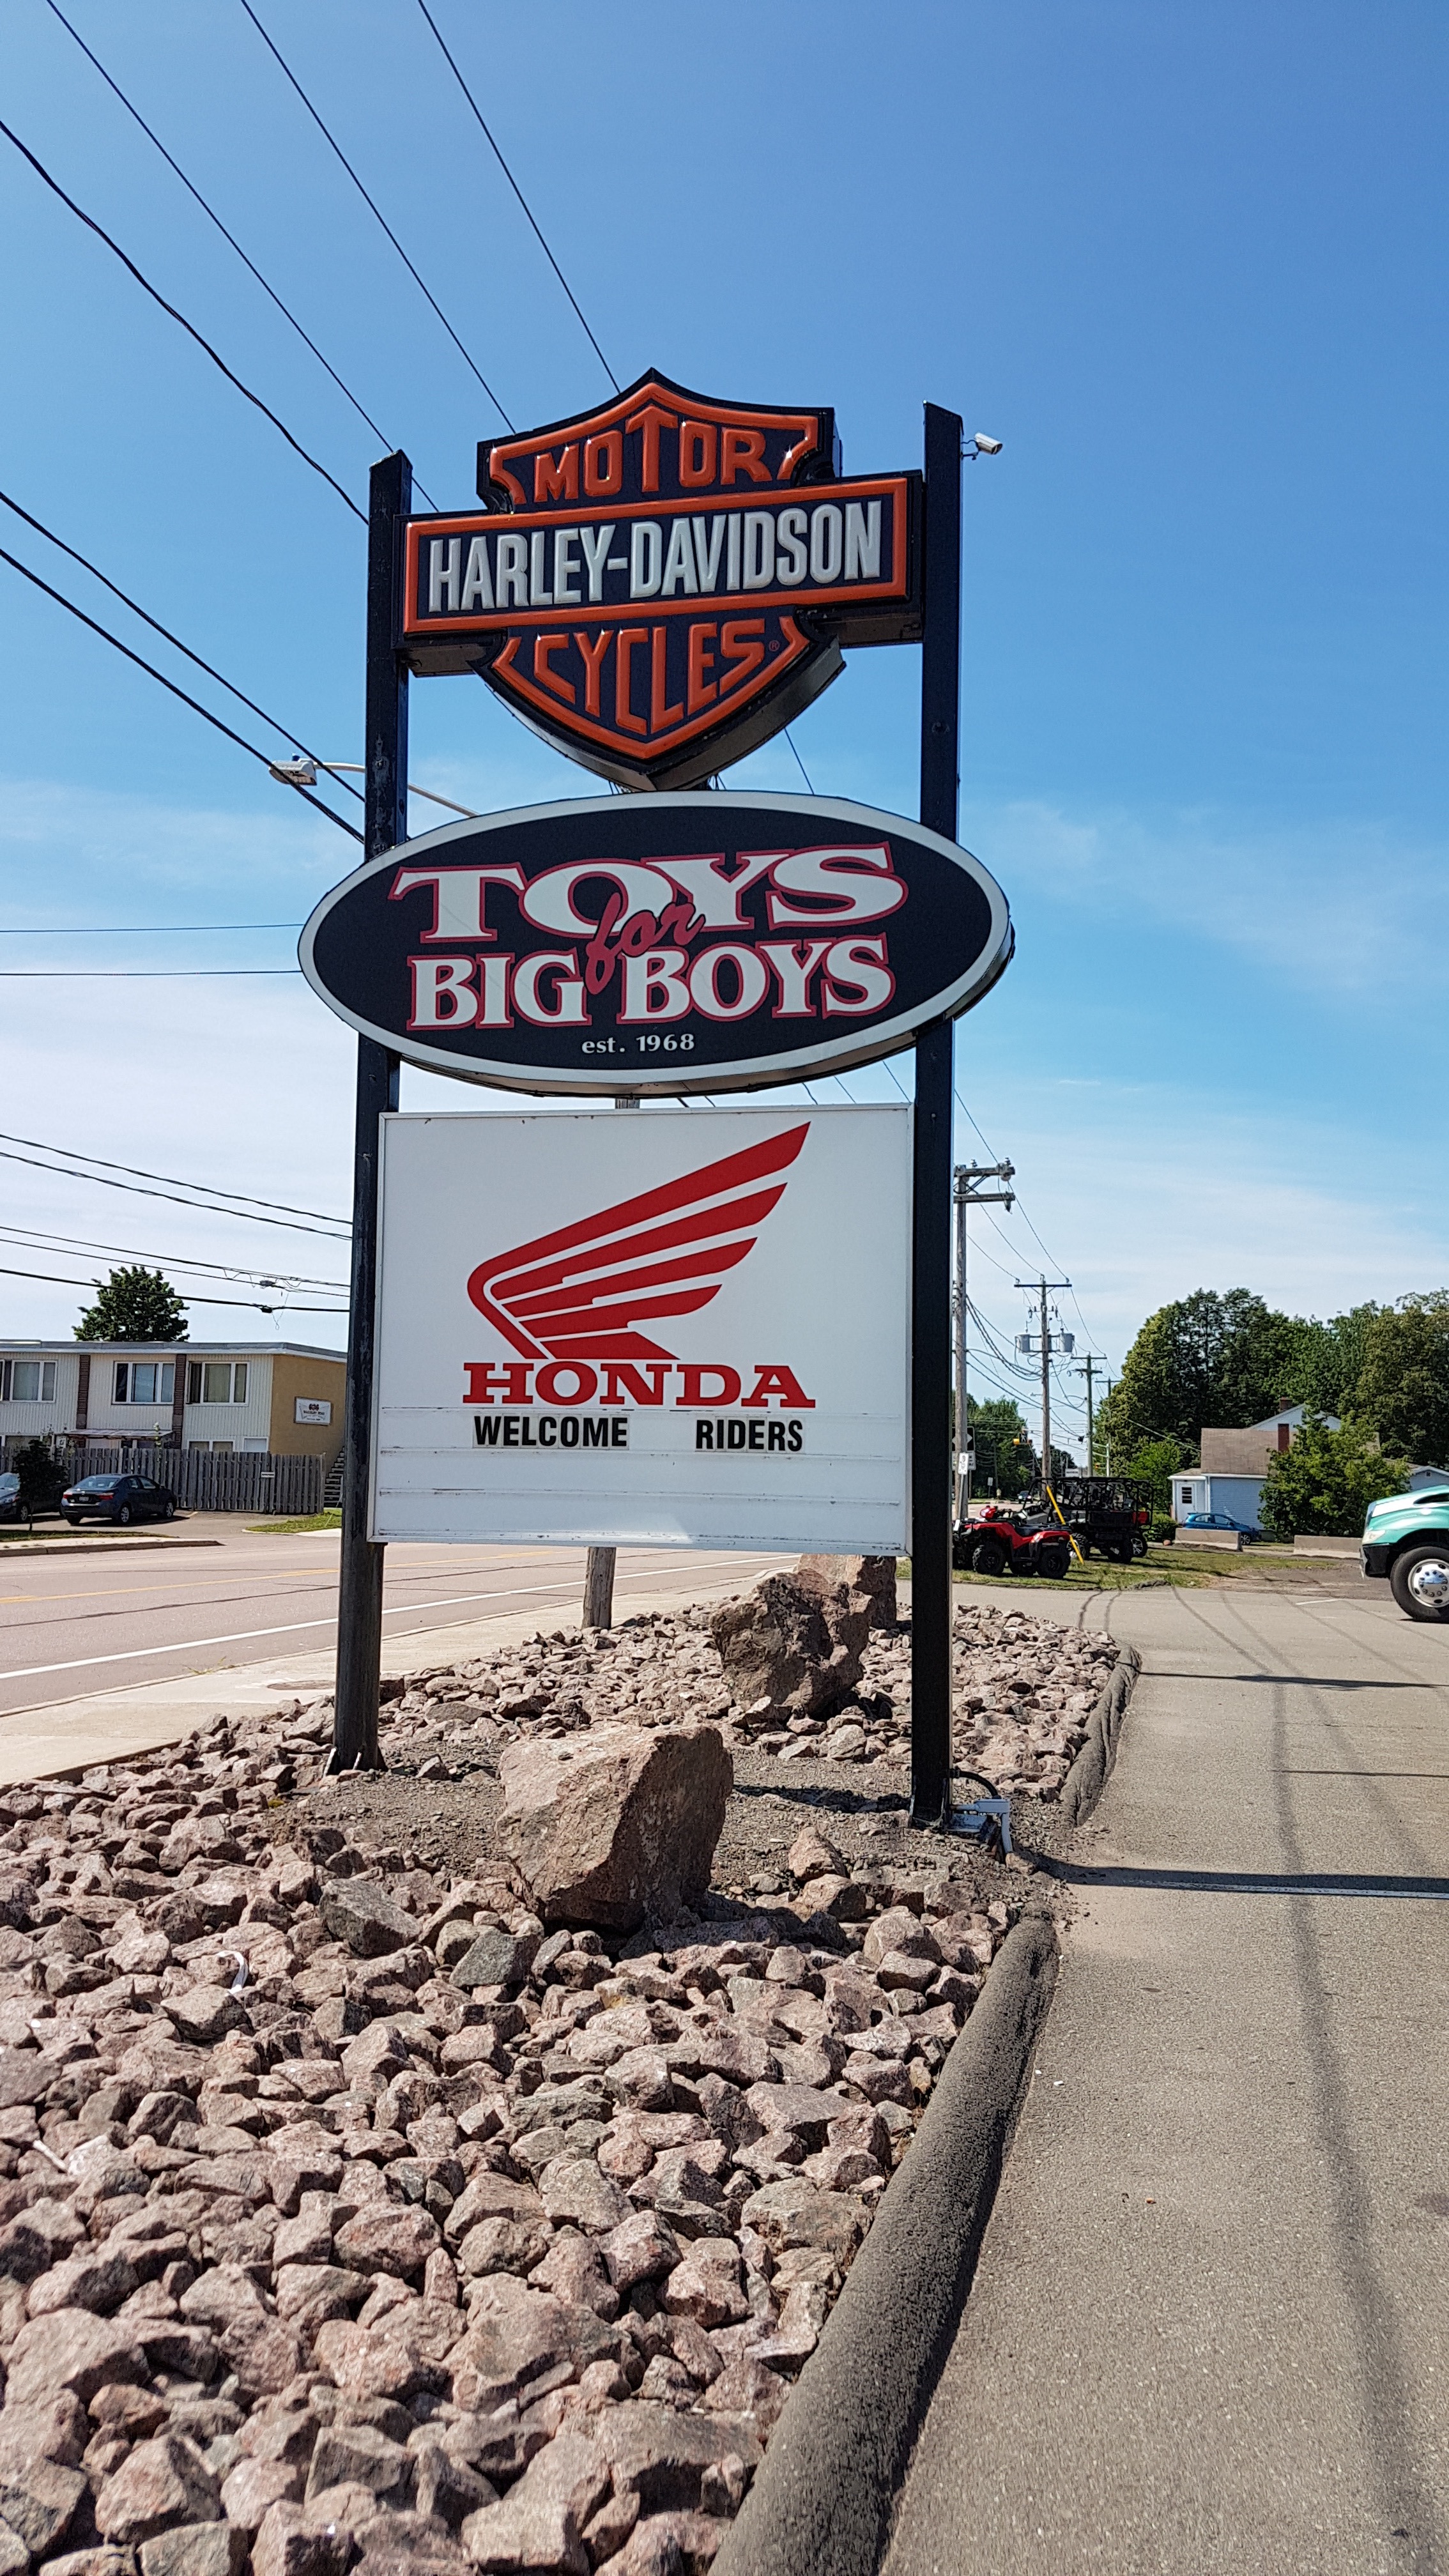 MOTOR
HARLEY-DAVIDSON
CYCLES®
TOYS
for
BIG BOYS
est. 1968
HONDA
WELCOME RIDERS